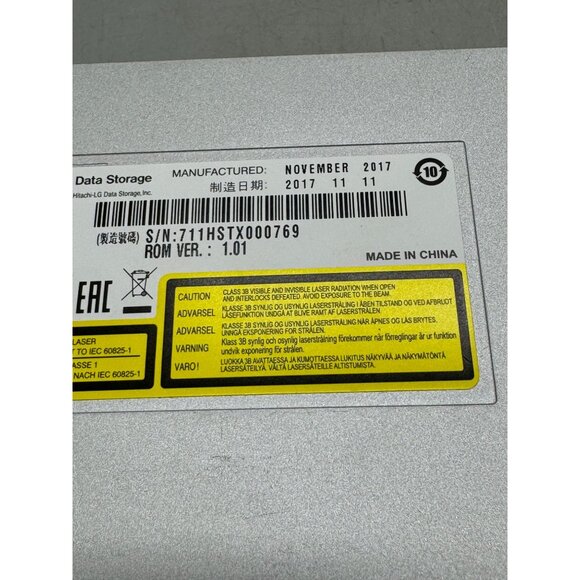 Data Storage
Hitachi-LG Data Storage, Inc.
MANUFACTURED: NOVEMBER 2017
制造日期: 2017 11 11
10
(製造號碼) S/N:711HSTX000769
ROM VER. : 1.01
MADE IN CHINA
EAC
LASER
T TO IEC 60825-1
ASSE 1
NACH IEC 60825-1
CAUTION CLASS 3B VISIBLE AND INVISIBLE LASER RADIATION WHEN OPEN
AND INTERLOCKS DEFEATED. AVOID EXPOSURE TO THE BEAM.
ADVARSEL KLASSE 3B SYNLIG OG USYNLIG LASERSTRÅLING I ÅBEN TILSTAND OG VED AFBRUDT
LASERFUNKTION UNDGÅ AT BLIVE RAMT AF LASERSTRÅLEN.
ADVARSEL KLASSE 3B SYNLIG OG USYNLIG LASERSTRÅLING NÅR ÅPNES OG LÅS BRYTES.
UNNGÅ EKSPONERING FOR STRÅLEN.
VARNING Klass 3B synlig och osynlig laserstrålning förekommer när förreglingar är ur funktion
undvik exponering för strålen.
VARO! LUOKKA 3B AVATTAESSA JA KUMOTTAESSA LUKITUS NÄKYVÄÄ JA NÄKYMÄTÖNTÄ
LASERSÄTEILYÄ, VÄLTÄ LASERSÄTEELLE ALTISTUMISTA.